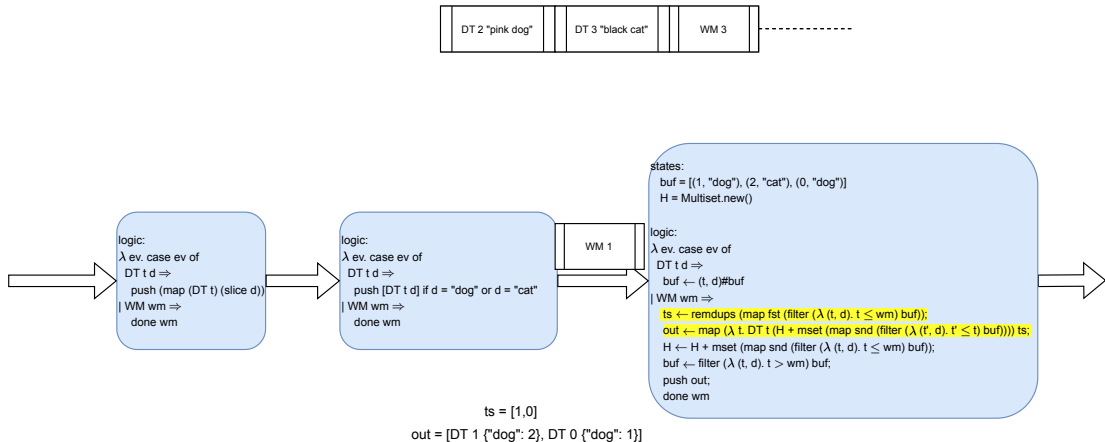 DT 2 "pink dog"
DT 3 "black cat"
WM 3
states:
buf = [(1, "dog"), (2, "cat"), (0, "dog")]
H = Multiset.new()
logic:
λ ev. case ev of
DT t d ⇒
push (map (DT t) (slice d))
| WM wm ⇒
done wm
logic:
λ ev. case ev of
DT t d ⇒
push [DT t d] if d = "dog" or d = "cat"
| WM wm ⇒
done wm
WM 1
logic:
λ ev. case ev of
DT t d ⇒
buf ← (t, d)#buf
| WM wm ⇒
ts ← remdups (map fst (filter (λ (t, d). t ≤ wm) buf));
out ← map (λ t. DT t (H + mset (map snd (filter (λ (t', d). t' ≤ t) buf)))) ts;
H ← H + mset (map snd (filter (λ (t, d). t ≤ wm) buf));
buf ← filter (λ (t, d). t > wm) buf;
push out;
done wm
ts = [1,0]
out = [DT 1 {"dog": 2}, DT 0 {"dog": 1}]